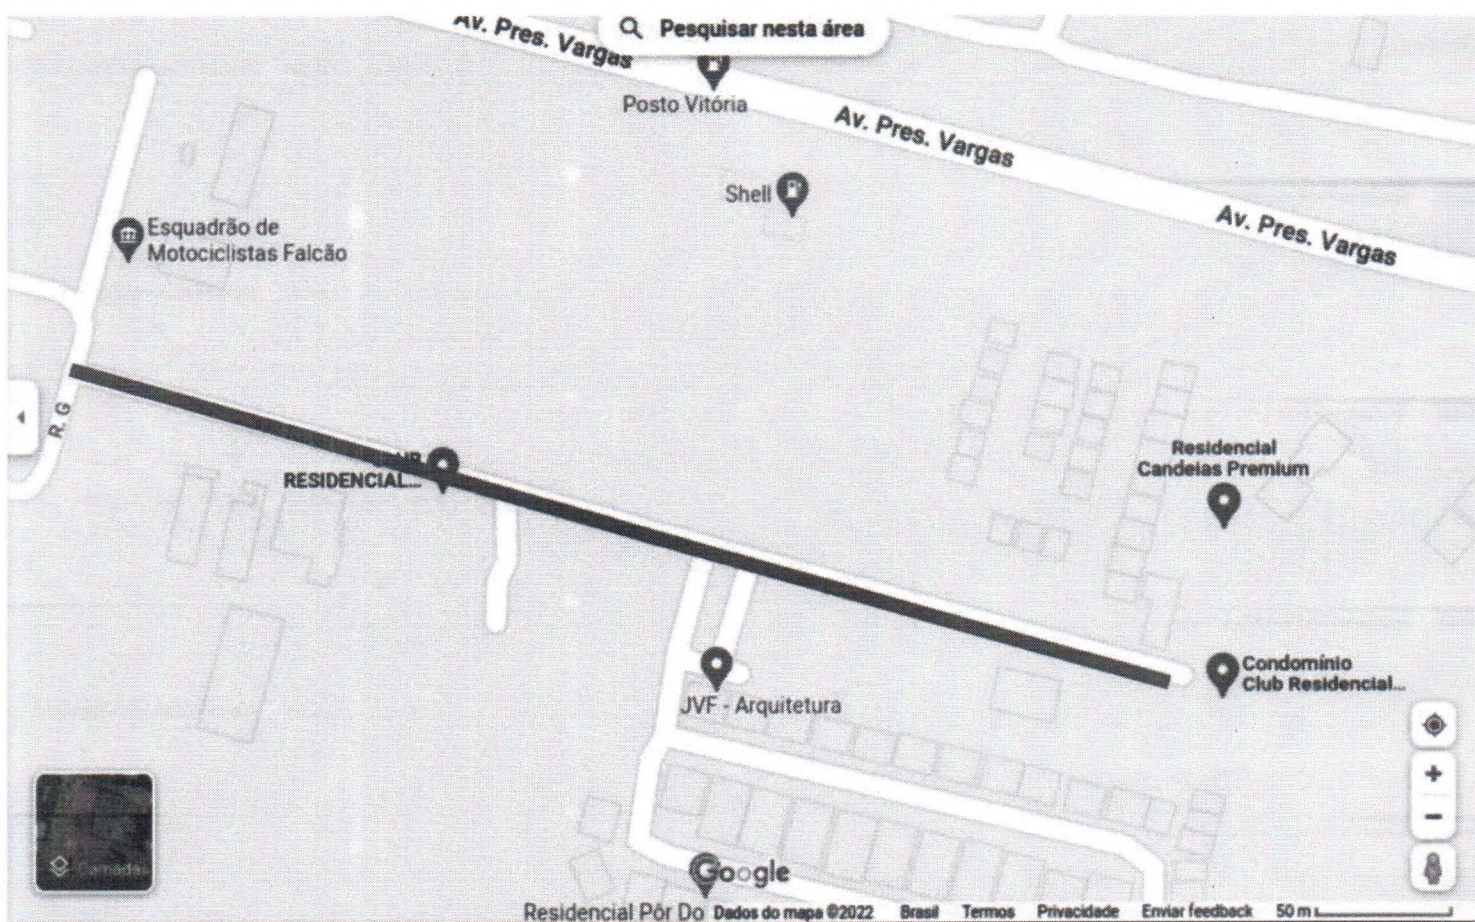 Av. Pres. Vargas
Pesquisar nesta área
Posto Vitória
Av. Pres. Vargas
Shell
Av. Pres. Vargas
Esquadrão de
Motociclistas Falcão
R. G
RESIDENCIAL...
Residencial
Candeias Premium
Condomínio
Club Residencial...
JVF - Arquitetura
Google
Residencial Pôr Do
Dados do mapa ©2022 Brasil Termos Privacidade Enviar feedback 50 m